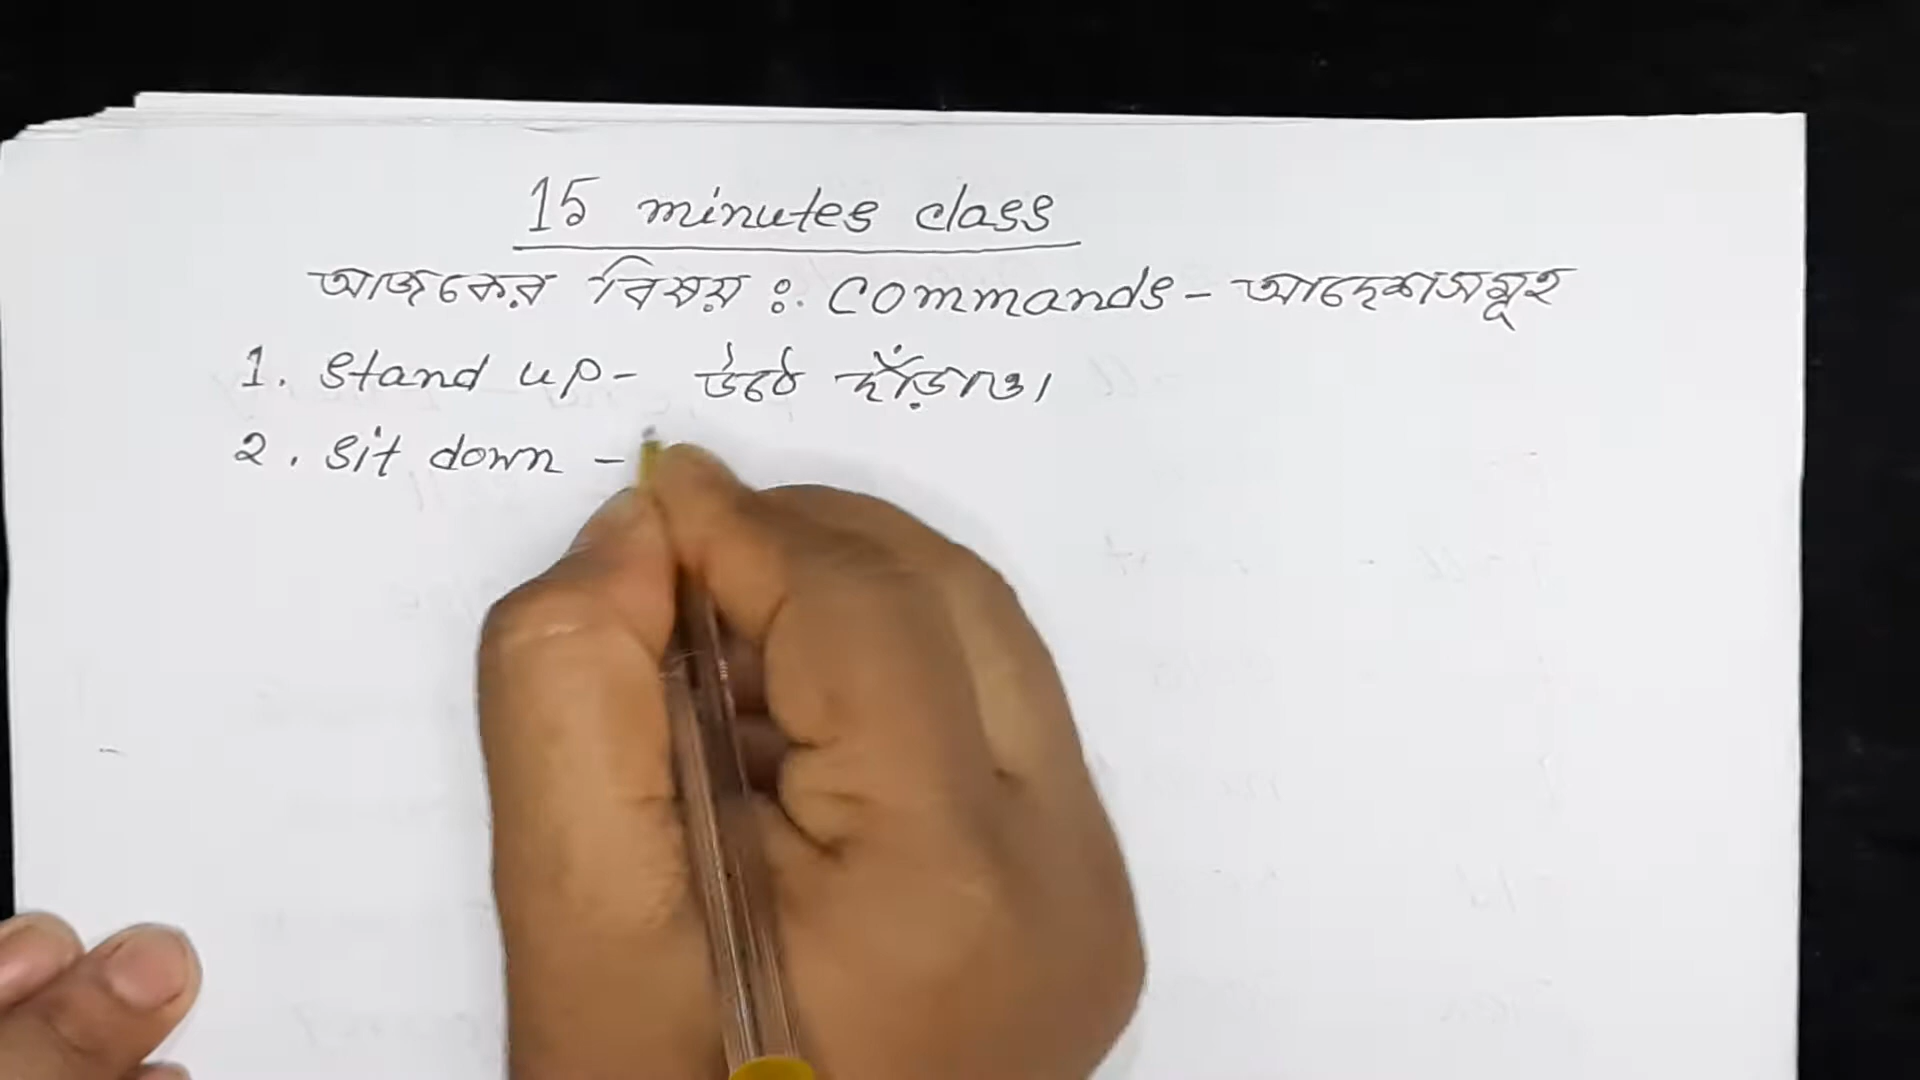 15 minutes class
আজকের বিষয় : commands - আদেশসমূহ
1. stand up - উঠে দাঁড়াও।
2. sit down -